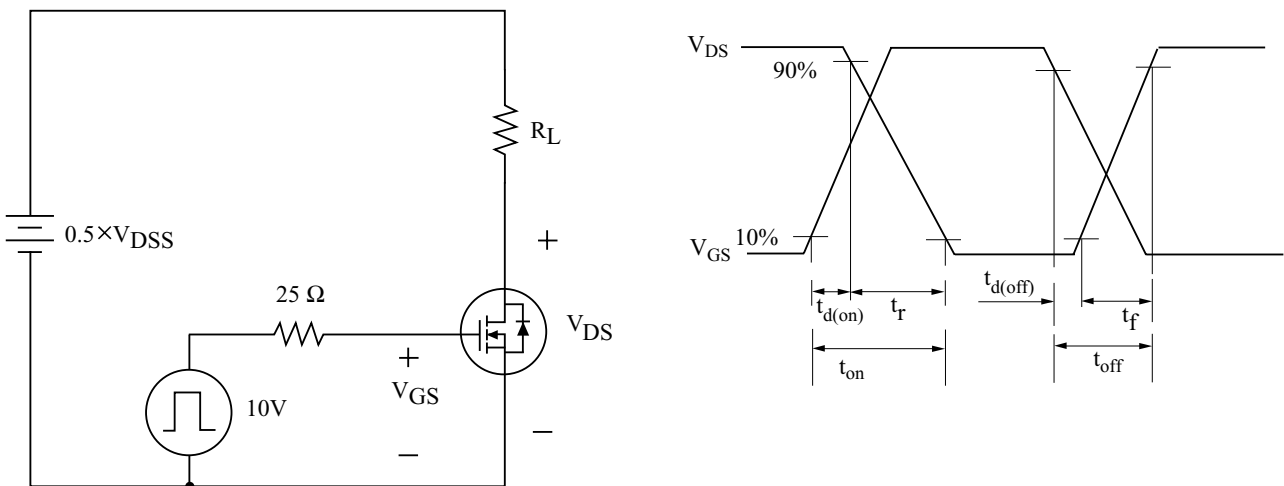 R_L
0.5×V_DSS
+
25 Ω
V_DS
+
V_GS
10V
−
−
V_DS
90%
V_GS 10%
t_d(on)
t_r
t_d(off)
t_f
t_on
t_off